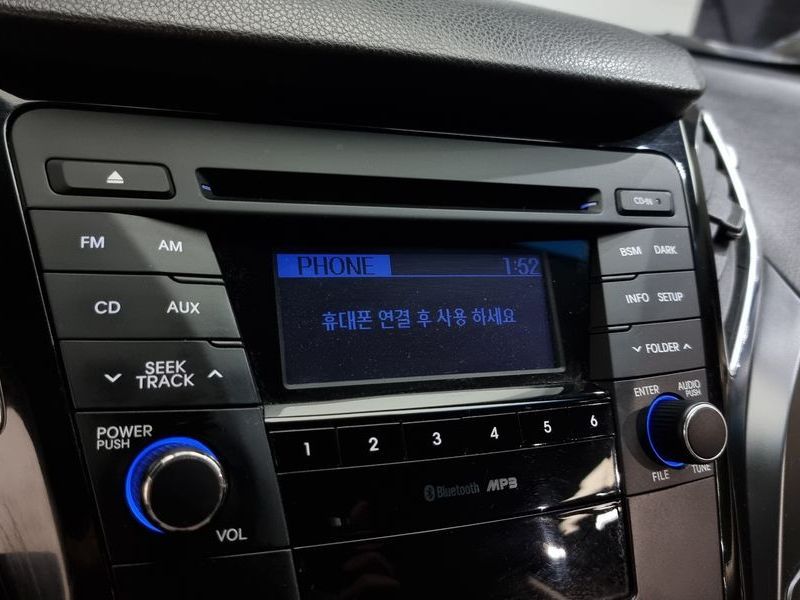 CD-IN
FM AM
BSM DARK
PHONE 1:52
CD AUX
INFO SETUP
휴대폰 연결 후 사용 하세요
SEEK
TRACK
FOLDER
ENTER AUDIO
PUSH
POWER
PUSH
1 2 3 4 5 6
Bluetooth MP3
FILE TUNE
VOL